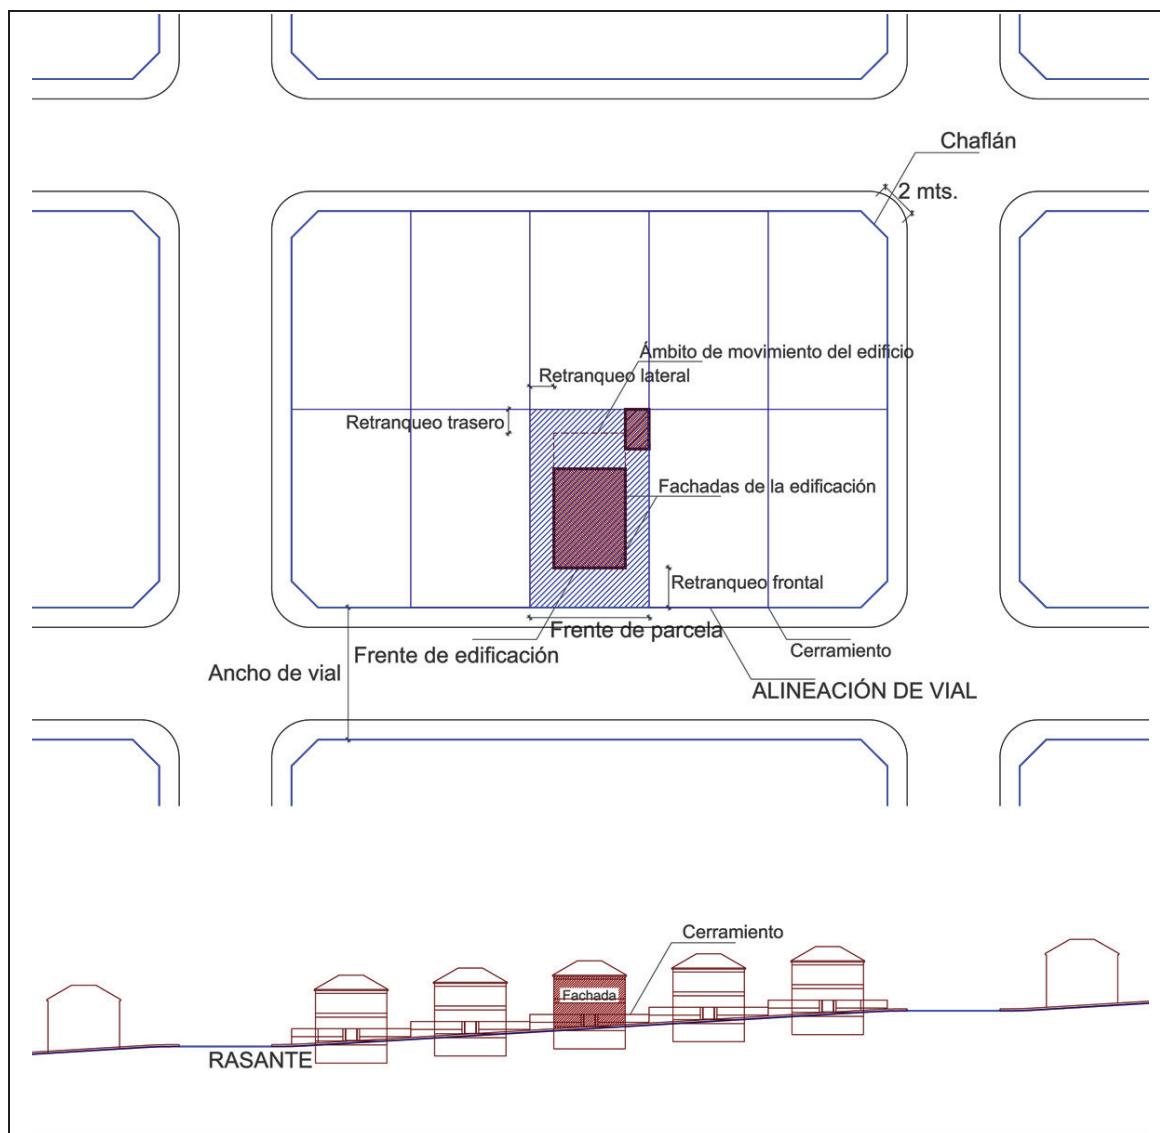 Chaflán
2 mts.
Ámbito de movimiento del edificio
Retranqueo lateral
Retranqueo trasero
Fachadas de la edificación
Retranqueo frontal
Frente de parcela
Frente de edificación
Cerramiento
Ancho de vial
ALINEACIÓN DE VIAL
Cerramiento
Fachada
RASANTE